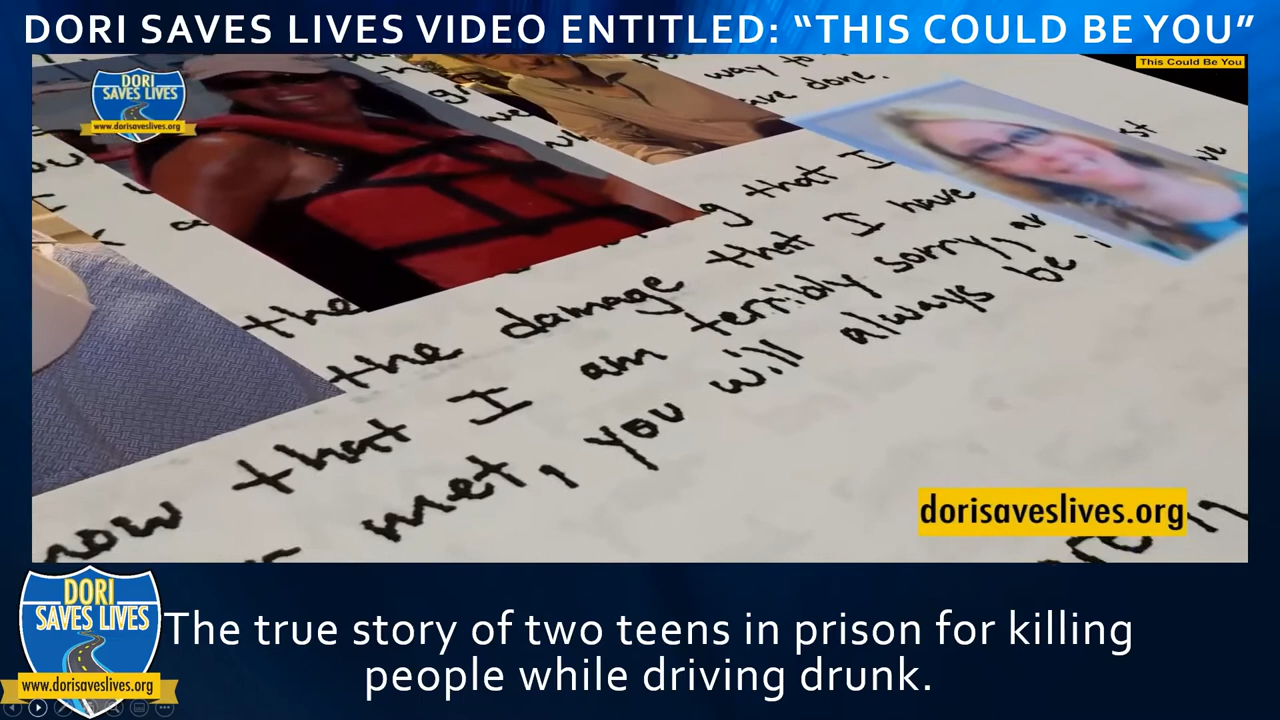 DORI SAVES LIVES VIDEO ENTITLED: “THIS COULD BE YOU”
This Could Be You
DORI
SAVES LIVES
www.dorisaveslives.org
way to
have done.
that I
the
the damage that I have
now that I am terribly sorry,
met, you will always be
dorisaveslives.org
DORI
SAVES LIVES
www.dorisaveslives.org
The true story of two teens in prison for killing
people while driving drunk.